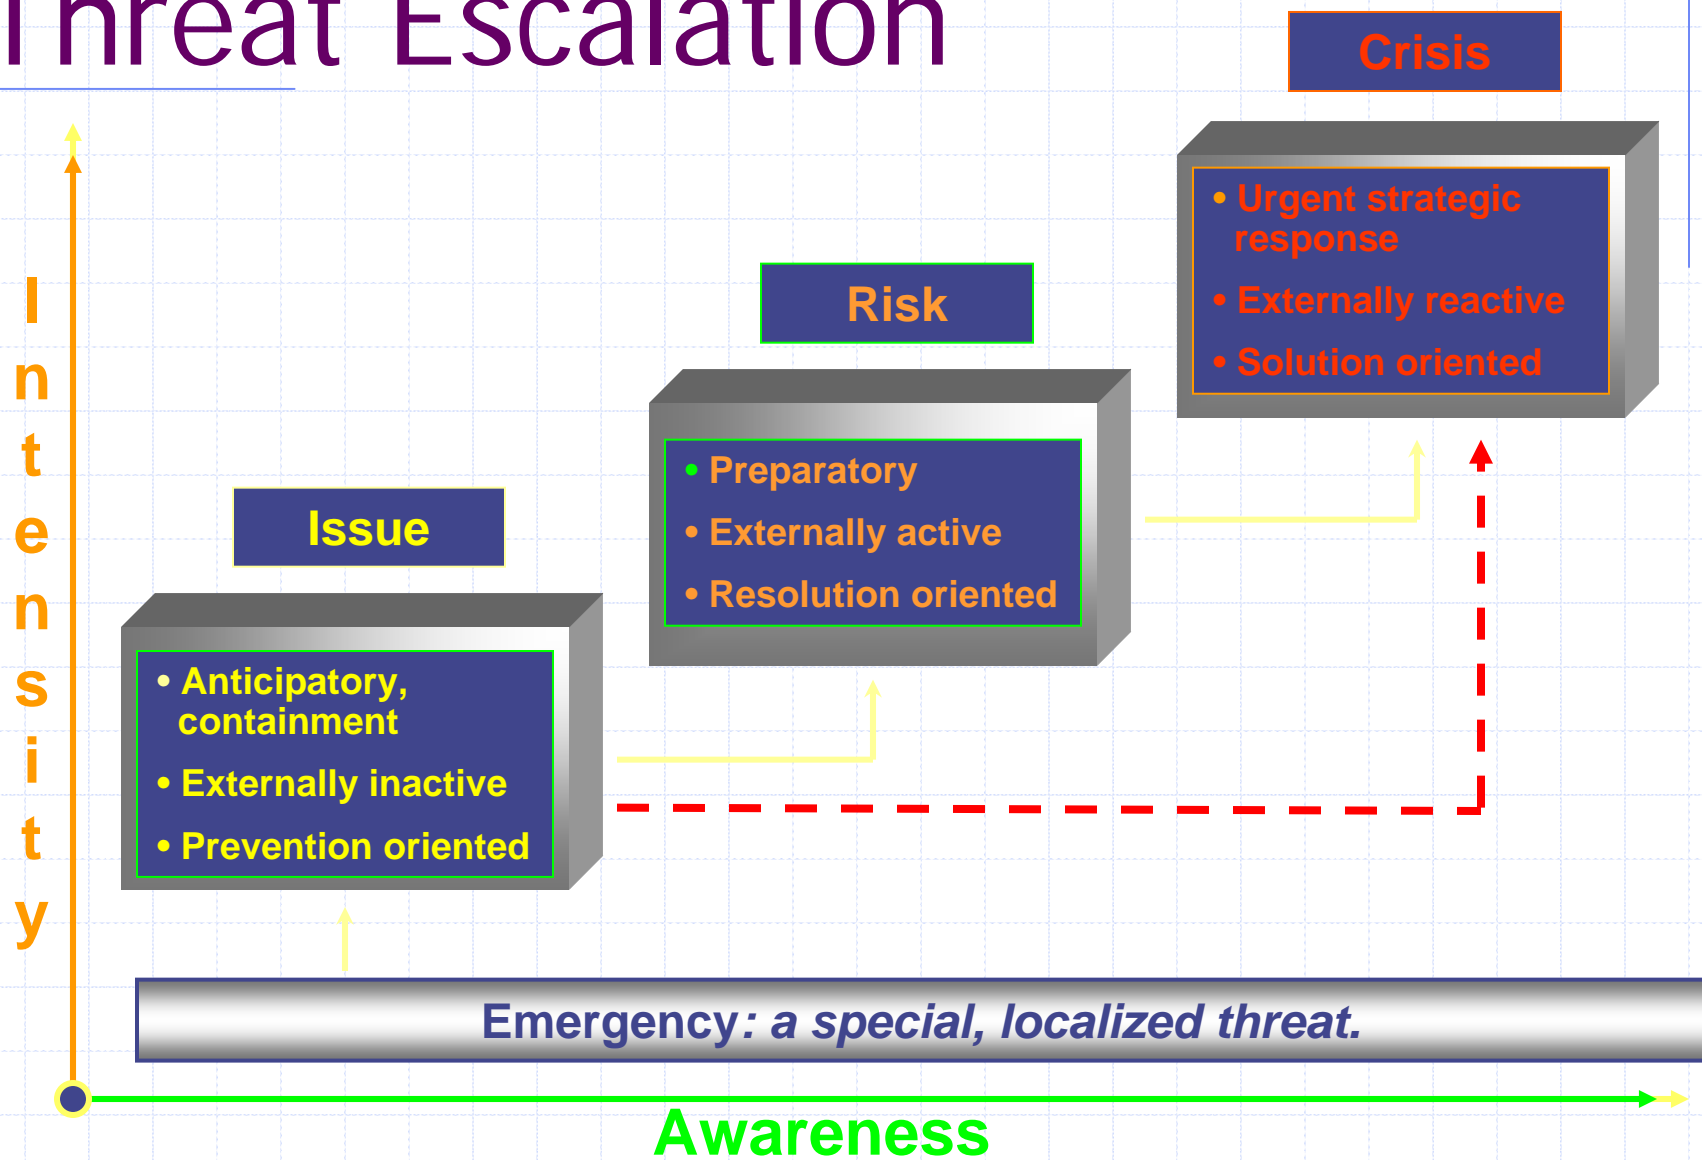 Threat Escalation
Crisis
• Urgent strategic
response
• Externally reactive
• Solution oriented
Risk
• Preparatory
• Externally active
• Resolution oriented
Issue
• Anticipatory,
containment
• Externally inactive
• Prevention oriented
Intensity
Emergency: a special, localized threat.
Awareness